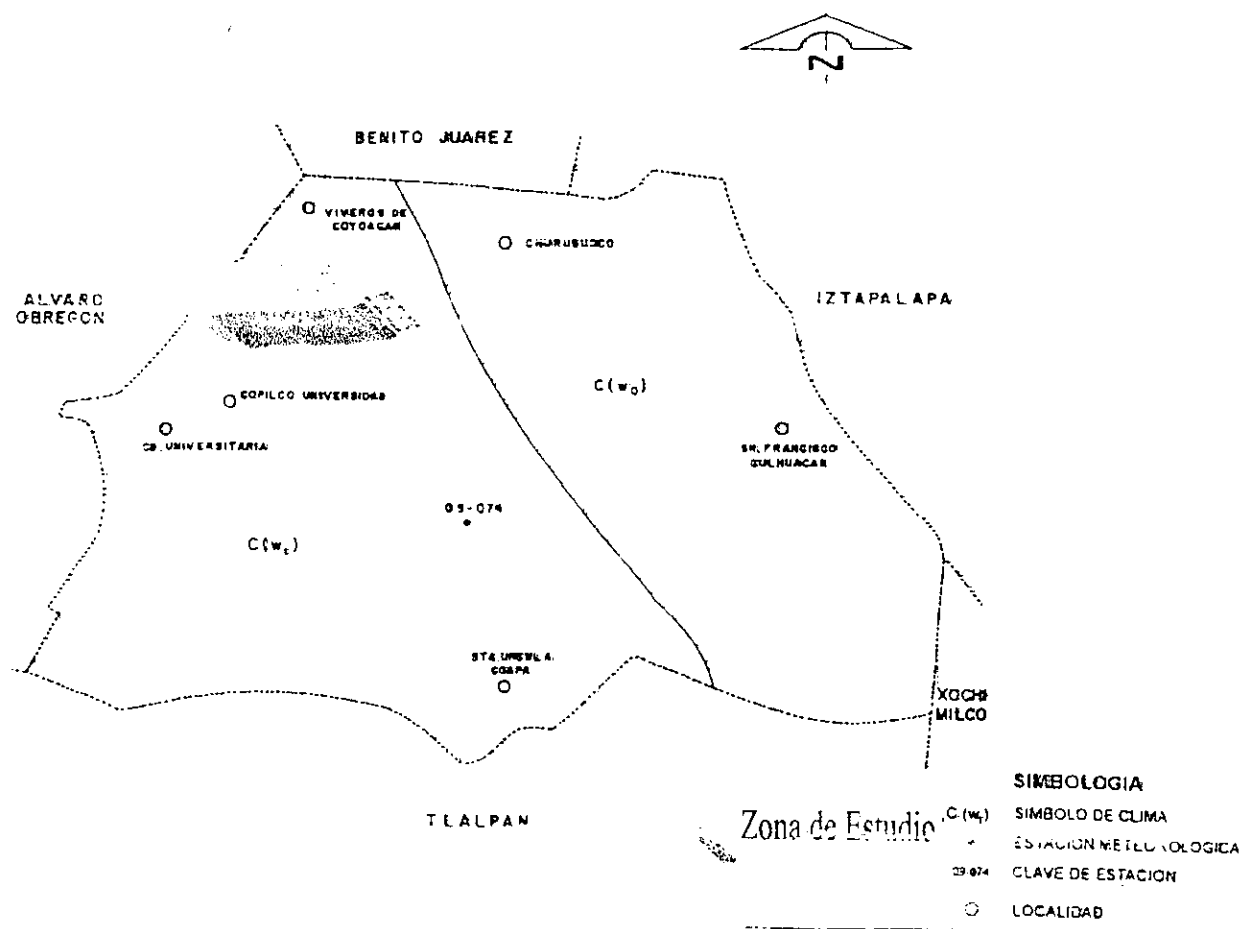 N
BENITO JUAREZ
VIVEROS DE
COYOACAN
CHURUBUSCO
ALVARO
OBREGON
IZTAPALAPA
C(w₀)
COPILCO UNIVERSIDAD
CD. UNIVERSITARIA
SN. FRANCISCO
CULHUACAN
09-074
C(w₁)
STA. URSULA
COAPA
XOCHI
MILCO
TLALPAN
SIMBOLOGIA
Zona de Estudio
C(w₁) SIMBOLO DE CLIMA
ESTACION METEOROLOGICA
09-074 CLAVE DE ESTACION
LOCALIDAD